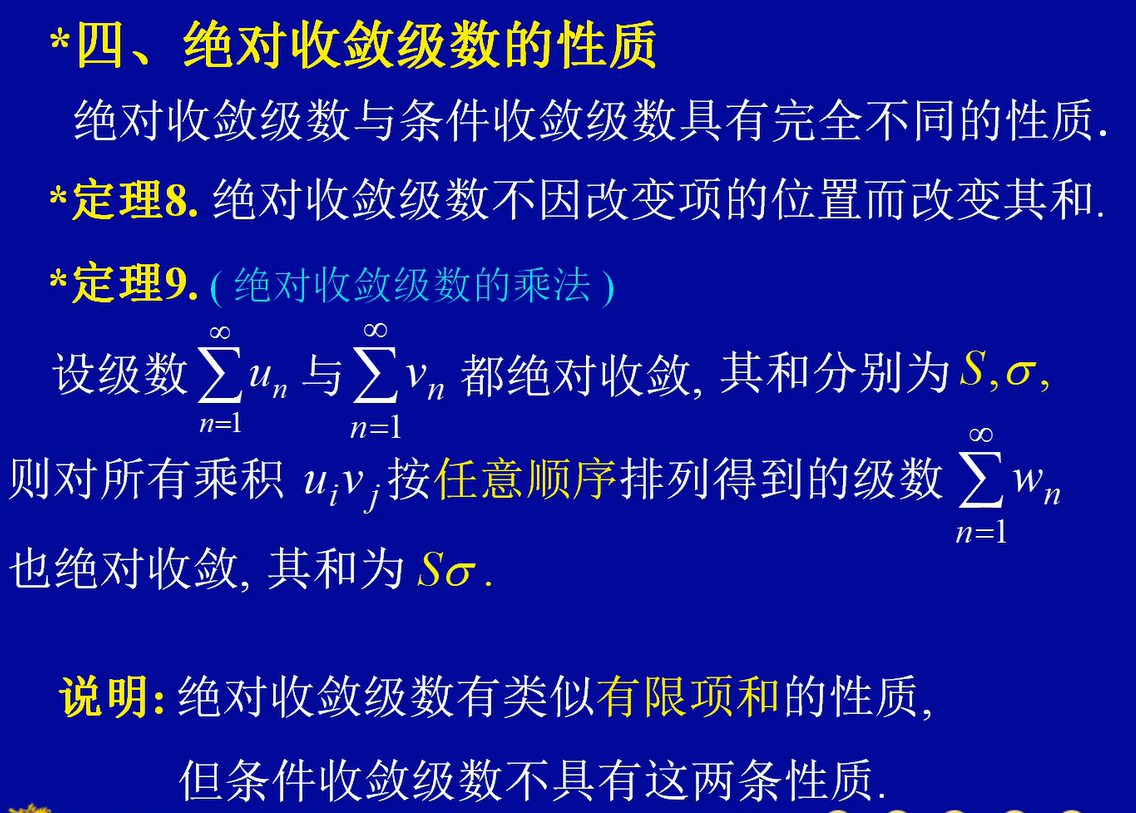 *四、绝对收敛级数的性质
绝对收敛级数与条件收敛级数具有完全不同的性质.
*定理8. 绝对收敛级数不因改变项的位置而改变其和.
*定理9. ( 绝对收敛级数的乘法 )
设级数 $\sum_{n=1}^{\infty} u_n$ 与 $\sum_{n=1}^{\infty} v_n$ 都绝对收敛, 其和分别为 $S, \sigma,$
则对所有乘积 $u_i v_j$ 按任意顺序排列得到的级数 $\sum_{n=1}^{\infty} w_n$
也绝对收敛, 其和为 $S\sigma$ .
说明: 绝对收敛级数有类似有限项和的性质,
但条件收敛级数不具有这两条性质.